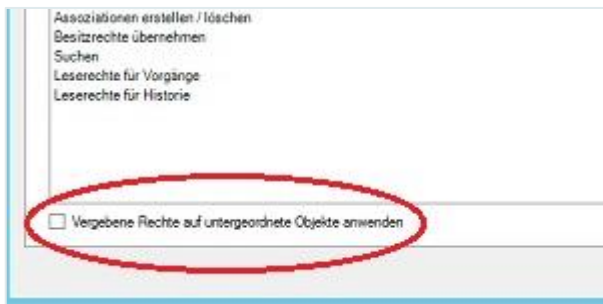 Assoziationen erstellen / löschen
Besitzrechte übernehmen
Suchen
Leserechte für Vorgänge
Leserechte für Historie
Vergebene Rechte auf untergeordnete Objekte anwenden